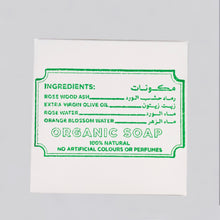 INGREDIENTS: مكونات:
ROSE WOOD ASH رماد خشب الورد
EXTRA VIRGIN OLIVE OIL زيت زيتون
ROSE WATER ماء الورد
ORANGE BLOSSOM WATER ماء الزهر
ORGANIC SOAP
100% NATURAL
NO ARTIFICIAL COLOURS OR PERFUMES